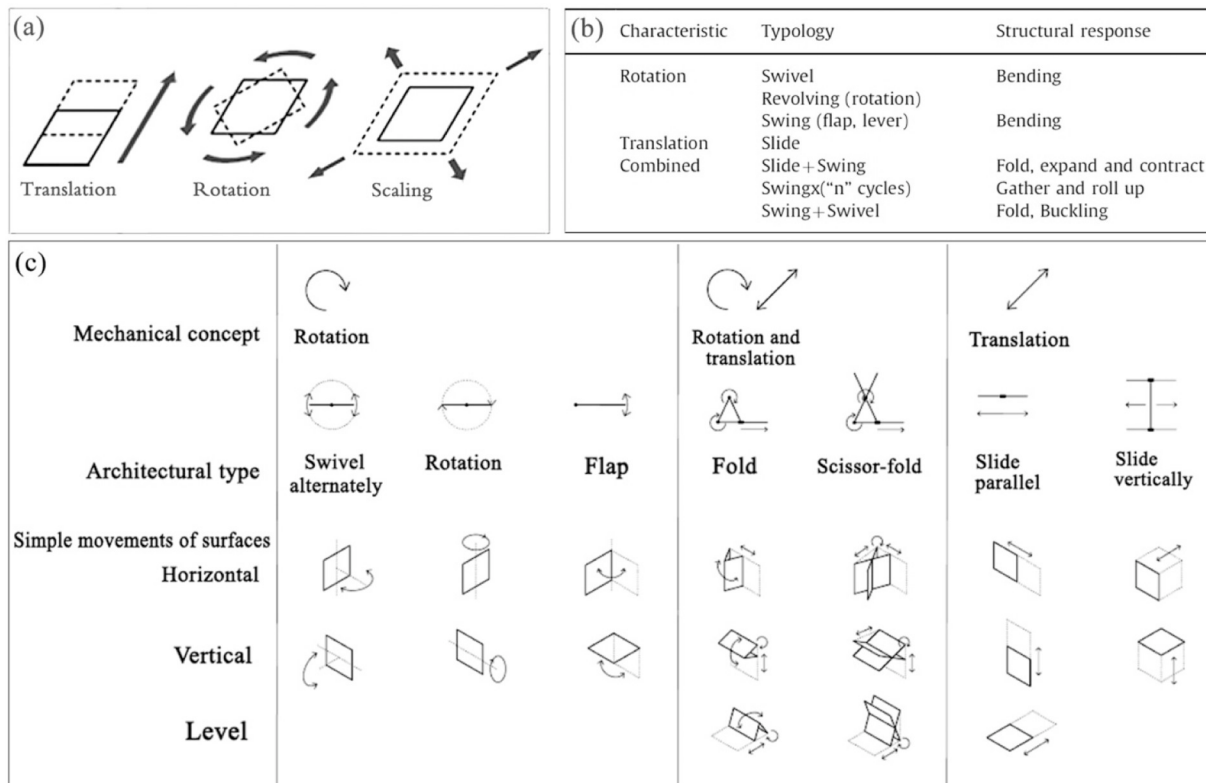 (a)
Translation
Rotation
Scaling
(b) Characteristic Typology Structural response
Rotation Swivel Bending
Revolving (rotation)
Swing (flap, lever) Bending
Translation Slide
Combined Slide+Swing Fold, expand and contract
Swingx(“n” cycles) Gather and roll up
Swing+Swivel Fold, Buckling
(c)
Mechanical concept
Rotation
Rotation and
translation
Translation
Architectural type
Swivel
alternately
Rotation
Flap
Fold
Scissor-fold
Slide
parallel
Slide
vertically
Simple movements of surfaces
Horizontal
Vertical
Level